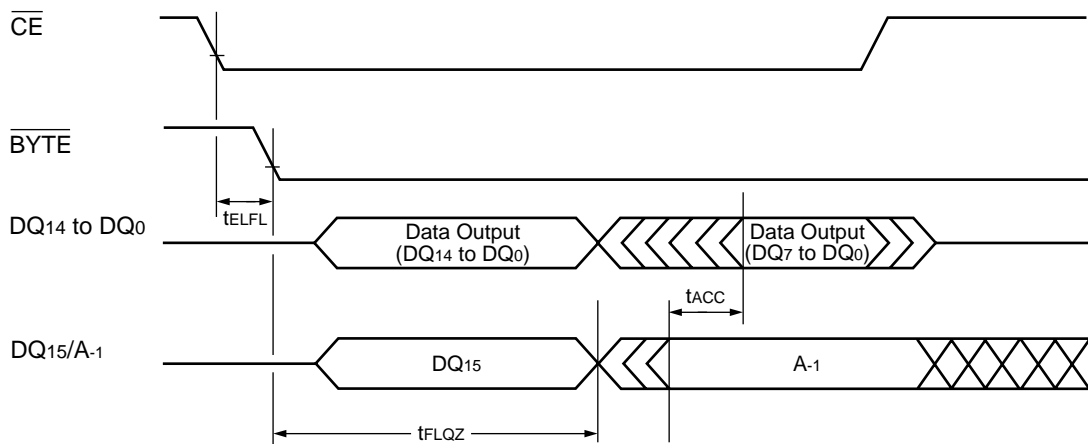 CE
BYTE
tELFL
DQ14 to DQ0
Data Output
(DQ14 to DQ0)
Data Output
(DQ7 to DQ0)
tACC
DQ15/A-1
DQ15
A-1
tFLQZ